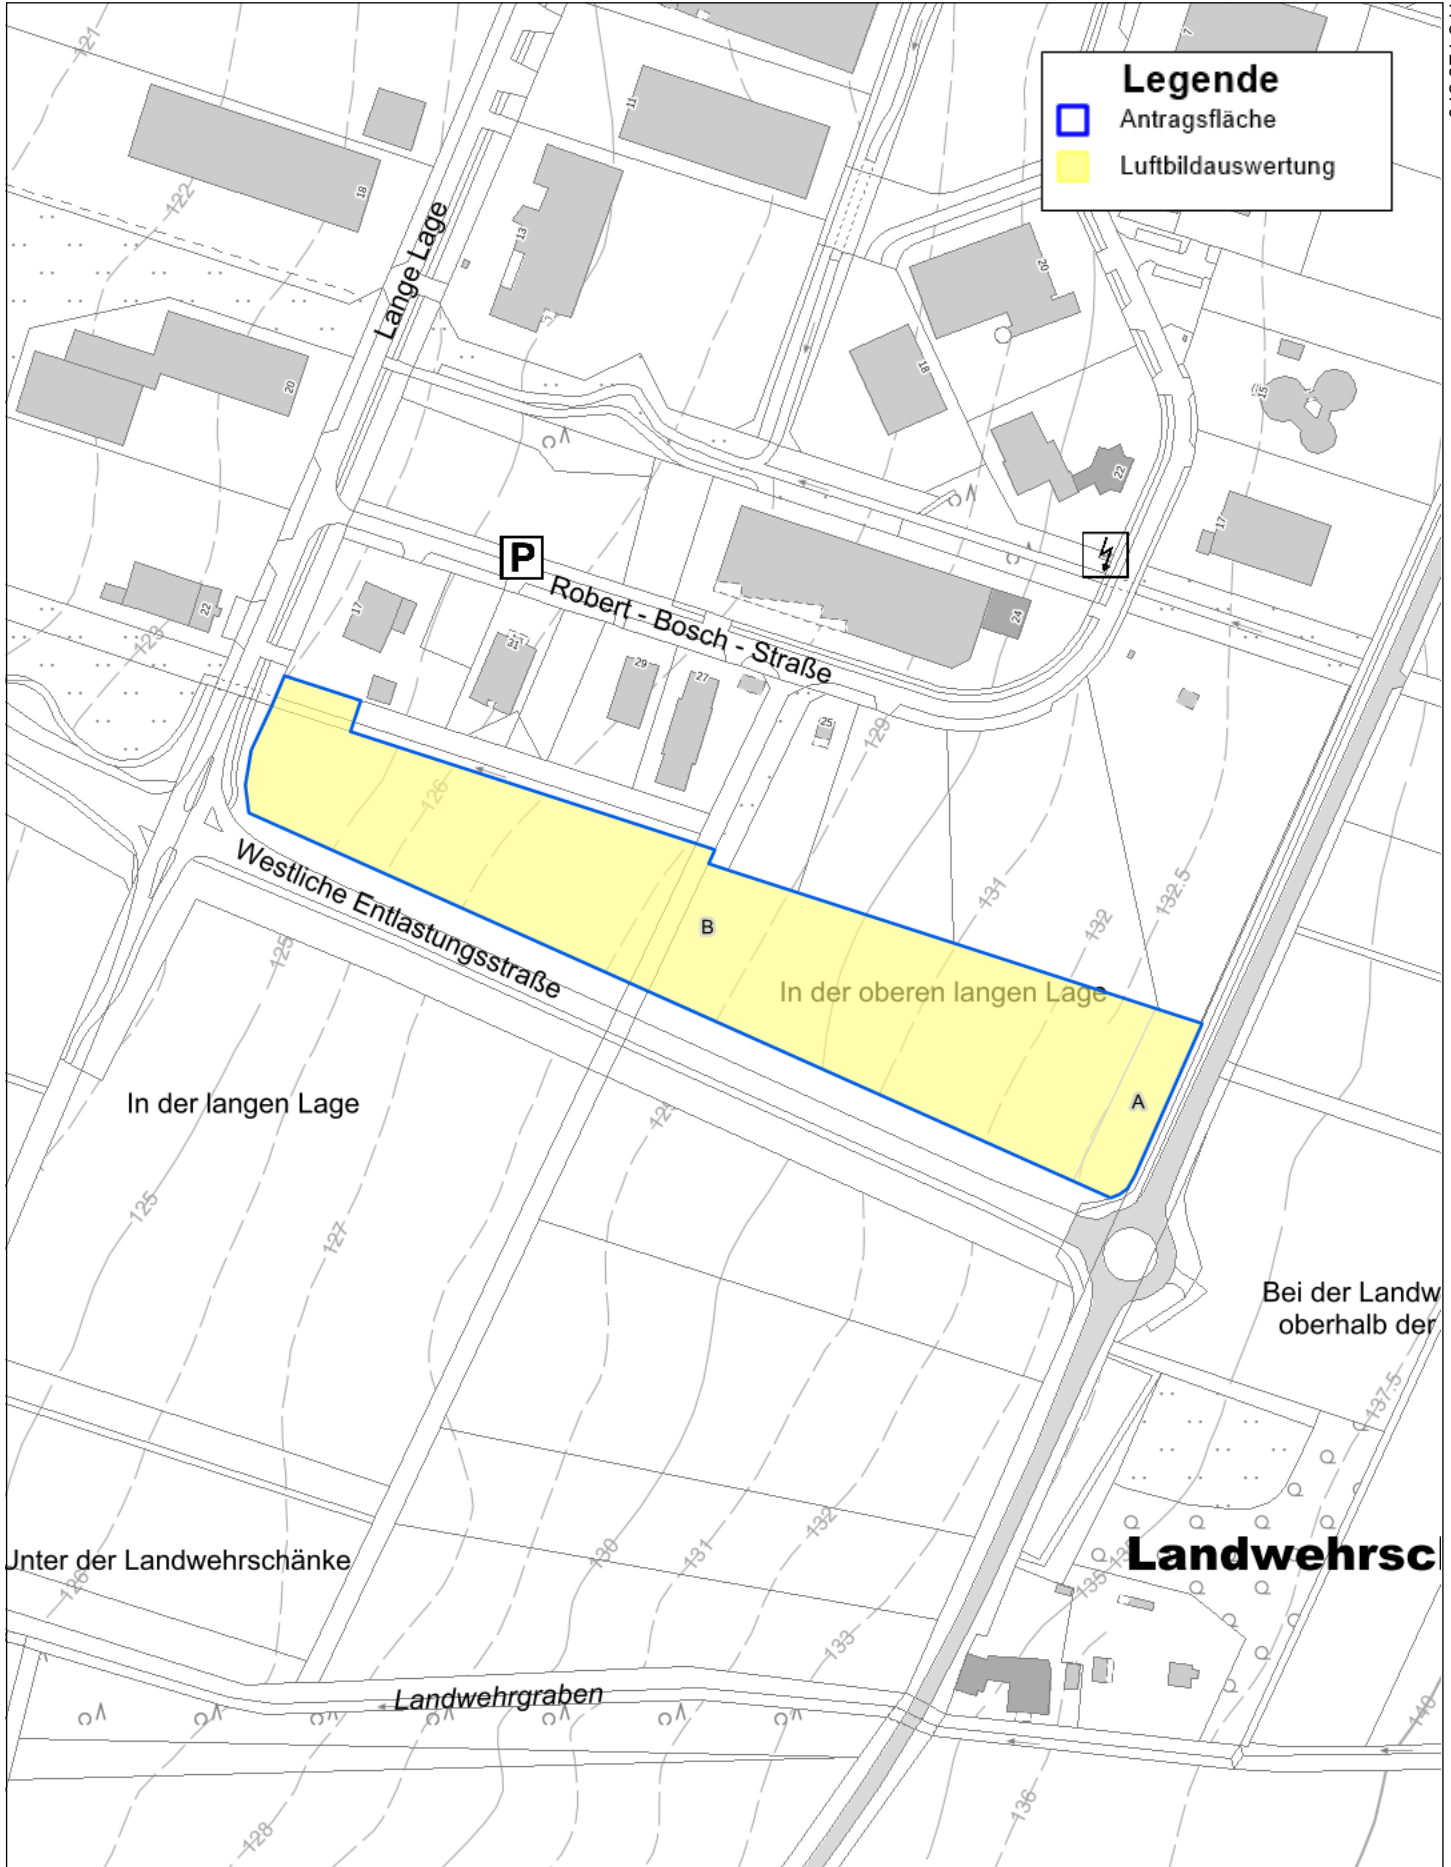 121
7
Legende
Antragsfläche
Luftbildauswertung
11
18
122
13
Lange Lage
20
7
18
20
15
22
17
P
Robert - Bosch - Straße
17
24
22
31
29
27
123
25
129
126
Westliche Entlastungsstraße
131
132
132.5
B
125
In der oberen langen Lage
In der langen Lage
A
125
127
Bei der Landw
oberhalb der
137.5
132
130
131
Unter der Landwehrschänke
Landwehrsc
126
135
133
Landwehrgraben
140
136
128